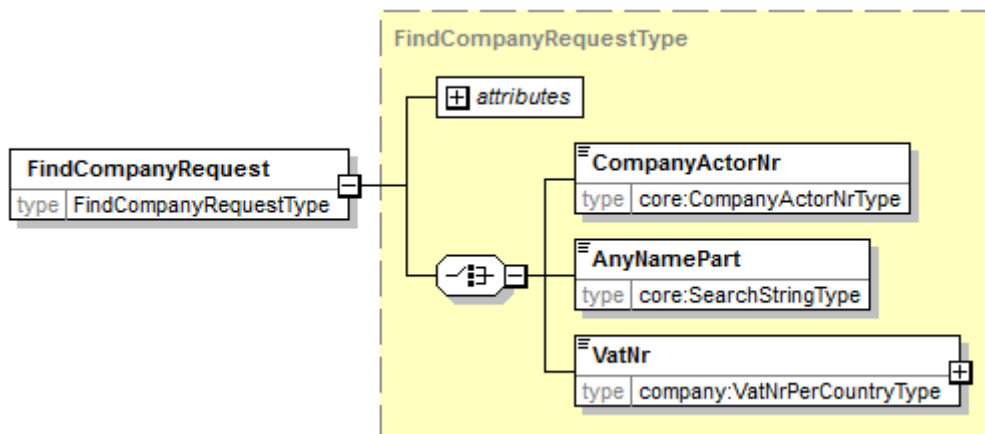 FindCompanyRequestType
attributes
FindCompanyRequest
type FindCompanyRequestType
CompanyActorNr
type core:CompanyActorNrType
AnyNamePart
type core:SearchStringType
VatNr
type company:VatNrPerCountryType